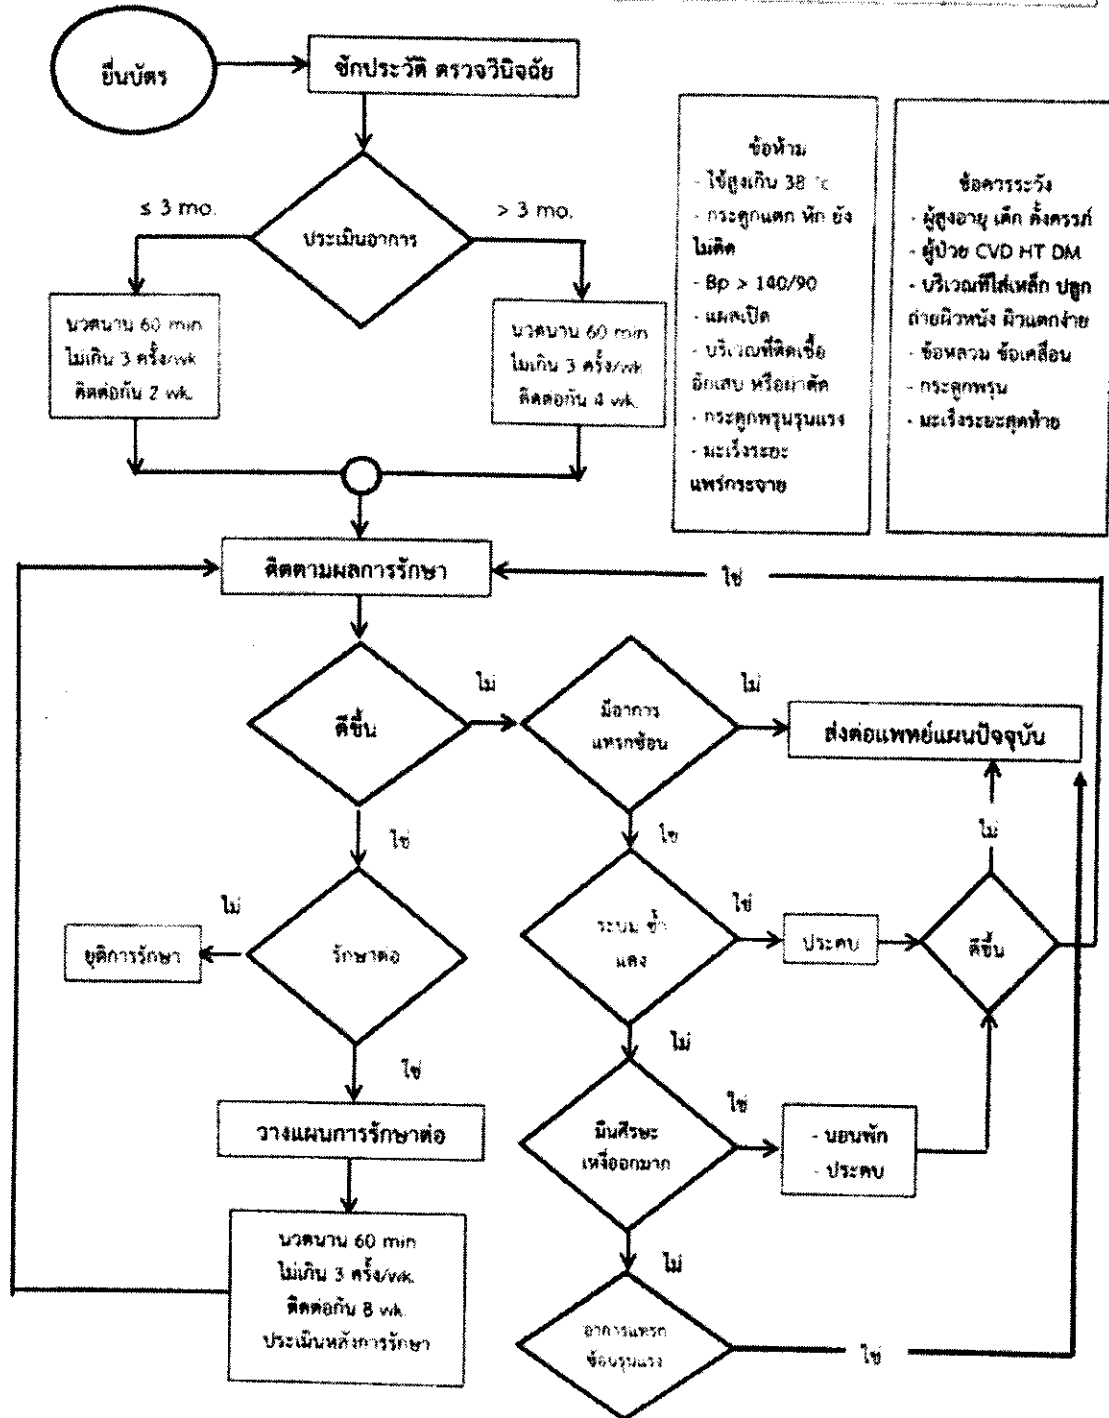 ยื่นบัตร
ซักประวัติ ตรวจวินิจฉัย
≤ 3 mo.
ประเมินอาการ
> 3 mo.
นวดนาน 60 min
ไม่เกิน 3 ครั้ง/wk
ติดต่อกัน 2 wk.
นวดนาน 60 min
ไม่เกิน 3 ครั้ง/wk
ติดต่อกัน 4 wk.
ข้อห้าม
- ไข้สูงเกิน 38 °c
- กระดูกแตก หัก ยัง
ไม่ติด
- Bp > 140/90
- แผลเปิด
- บริเวณที่ติดเชื้อ
อักเสบ หรือผ่าตัด
- กระดูกพรุนรุนแรง
- มะเร็งระยะ
แพร่กระจาย
ข้อควรระวัง
- ผู้สูงอายุ เด็ก ตั้งครรภ์
- ผู้ป่วย CVD HT DM
- บริเวณที่ใส่เหล็ก ปลูก
ถ่ายผิวหนัง ผิวแตกง่าย
- ข้อหลวม ข้อเคลื่อน
- กระดูกพรุน
- มะเร็งระยะสุดท้าย
ติดตามผลการรักษา
ใช่
ดีขึ้น
ไม่
มีอาการ
แทรกซ้อน
ไม่
ส่งต่อแพทย์แผนปัจจุบัน
ใช่
ใช่
ไม่
ไม่
รักษาต่อ
ยุติการรักษา
ระบม ช้ำ
แดง
ใช่
ประคบ
ดีขึ้น
ใช่
ไม่
วางแผนการรักษาต่อ
มึนศีรษะ
เหงื่ออกมาก
ใช่
- นอนพัก
- ประคบ
นวดนาน 60 min
ไม่เกิน 3 ครั้ง/wk.
ติดต่อกัน 8 wk.
ประเมินหลังการรักษา
ไม่
อาการแทรก
ซ้อนรุนแรง
ใช่